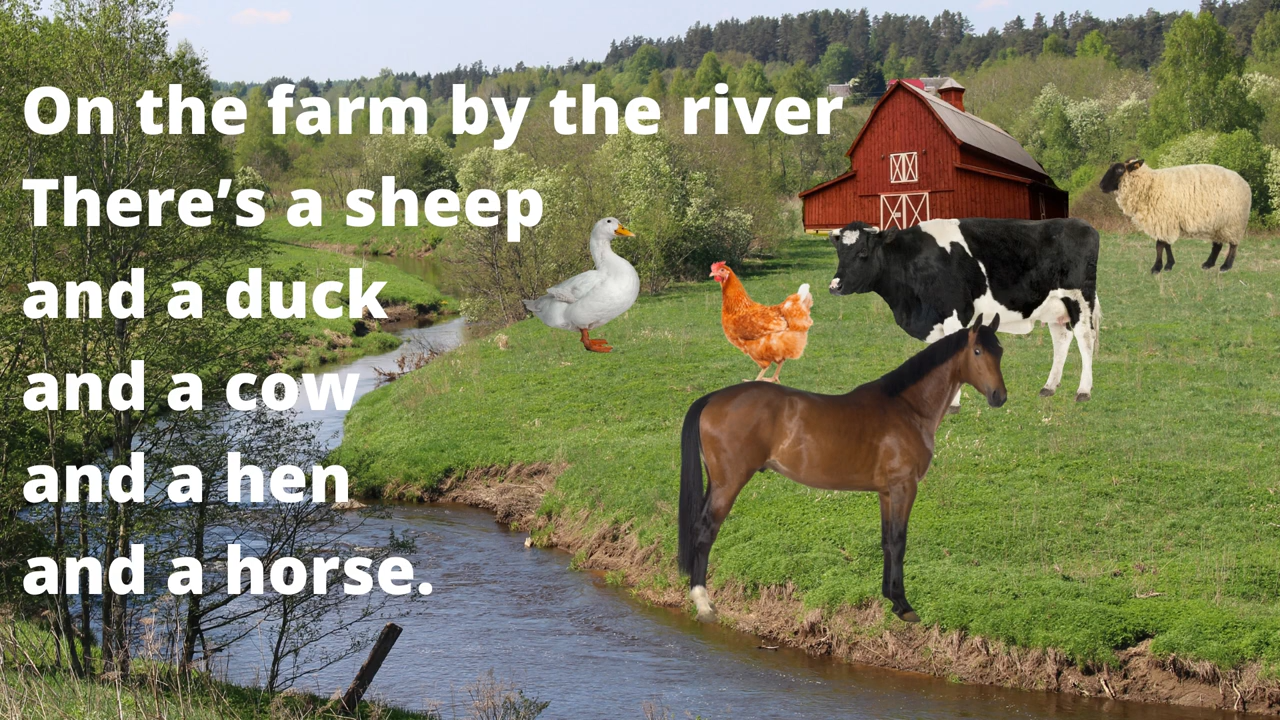 On the farm by the river
There’s a sheep
and a duck
and a cow
and a hen
and a horse.